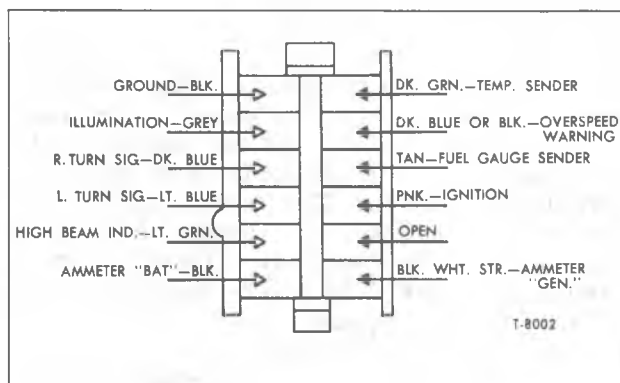 GROUND—BLK.
ILLUMINATION—GREY
R. TURN SIG—DK. BLUE
L. TURN SIG—LT. BLUE
HIGH BEAM IND.—LT. GRN.
AMMETER "BAT"—BLK.
DK. GRN.—TEMP. SENDER
DK. BLUE OR BLK.—OVERSPEED
WARNING
TAN—FUEL GAUGE SENDER
PNK.—IGNITION
OPEN
BLK. WHT. STR.—AMMETER
"GEN."
T-8002